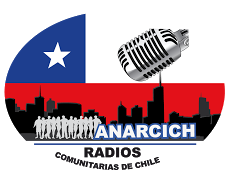 ANARCICH
RADIOS
COMUNITARIAS DE CHILE